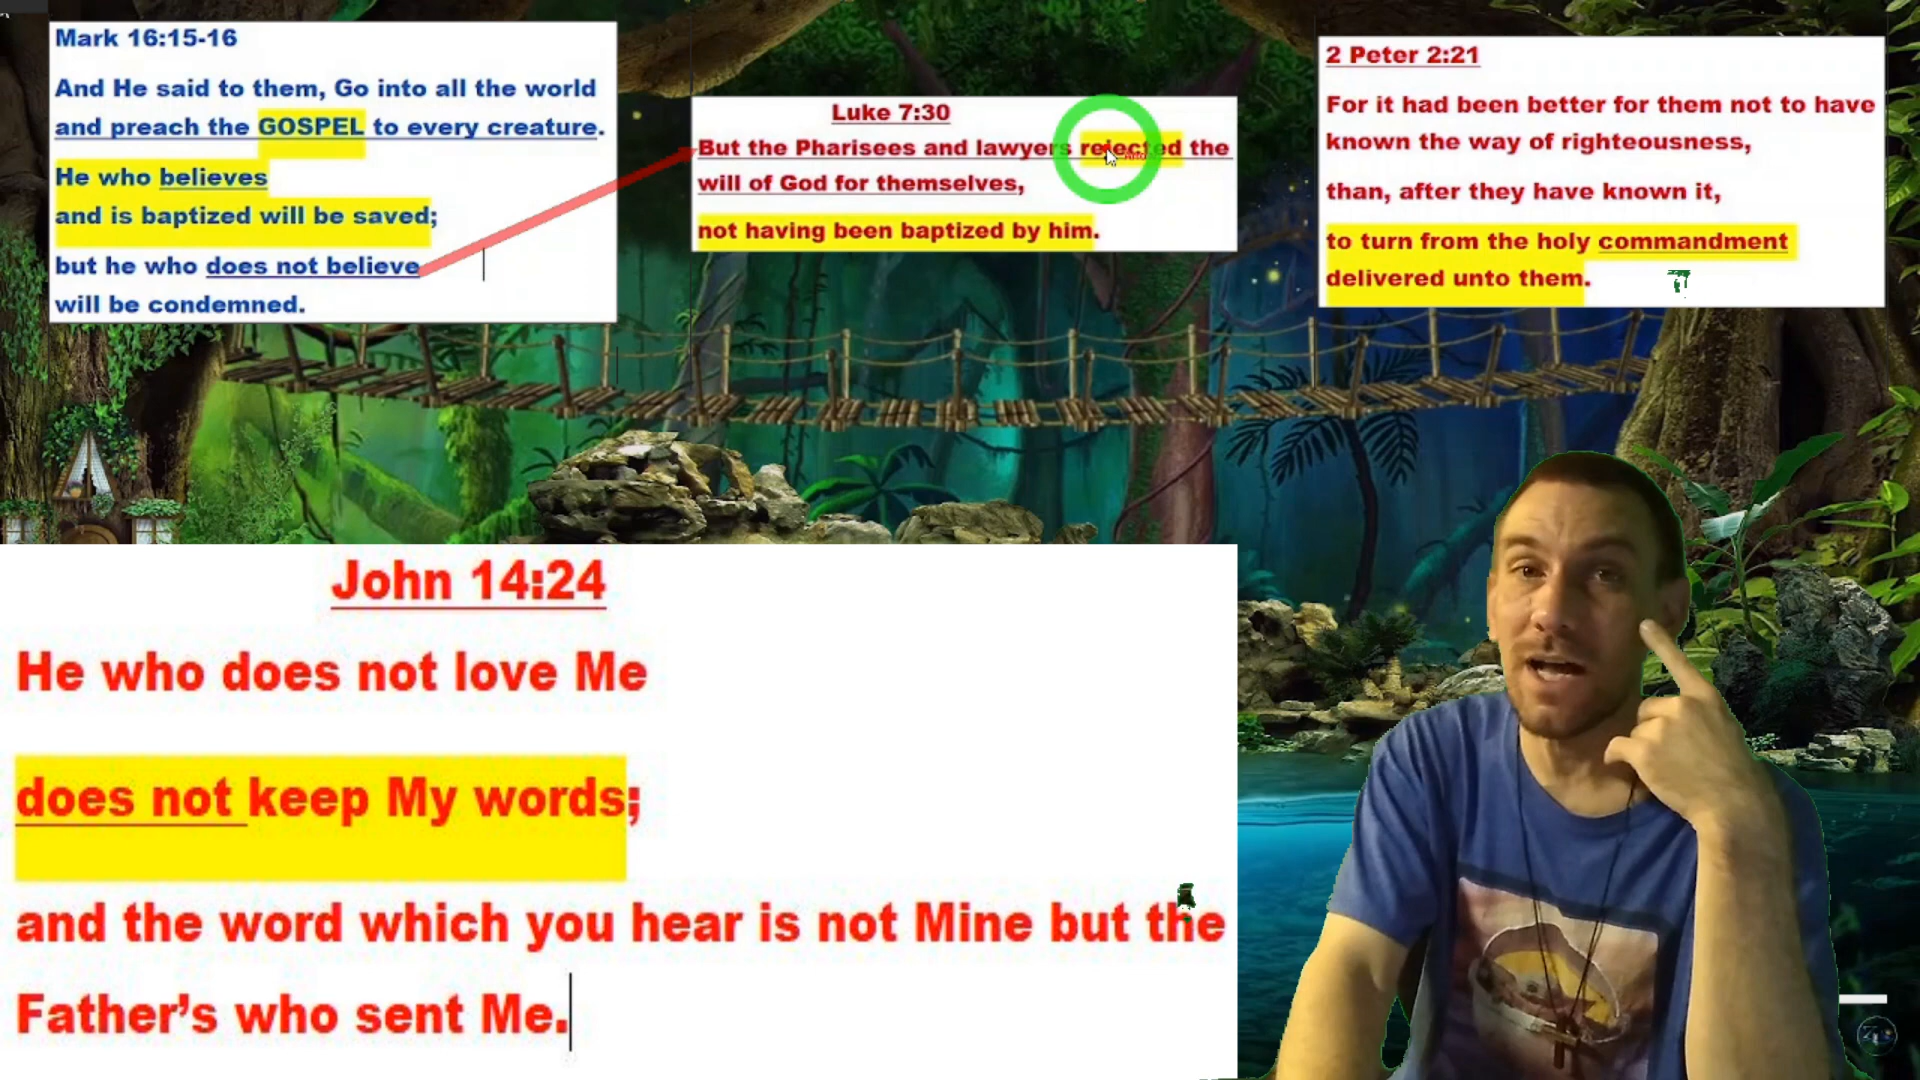 Mark 16:15-16
And He said to them, Go into all the world
and preach the GOSPEL to every creature.
He who believes
and is baptized will be saved;
but he who does not believe
will be condemned.
Luke 7:30
But the Pharisees and lawyers rejected the
will of God for themselves,
not having been baptized by him.
2 Peter 2:21
For it had been better for them not to have
known the way of righteousness,
than, after they have known it,
to turn from the holy commandment
delivered unto them.
John 14:24
He who does not love Me
does not keep My words;
and the word which you hear is not Mine but the
Father's who sent Me.